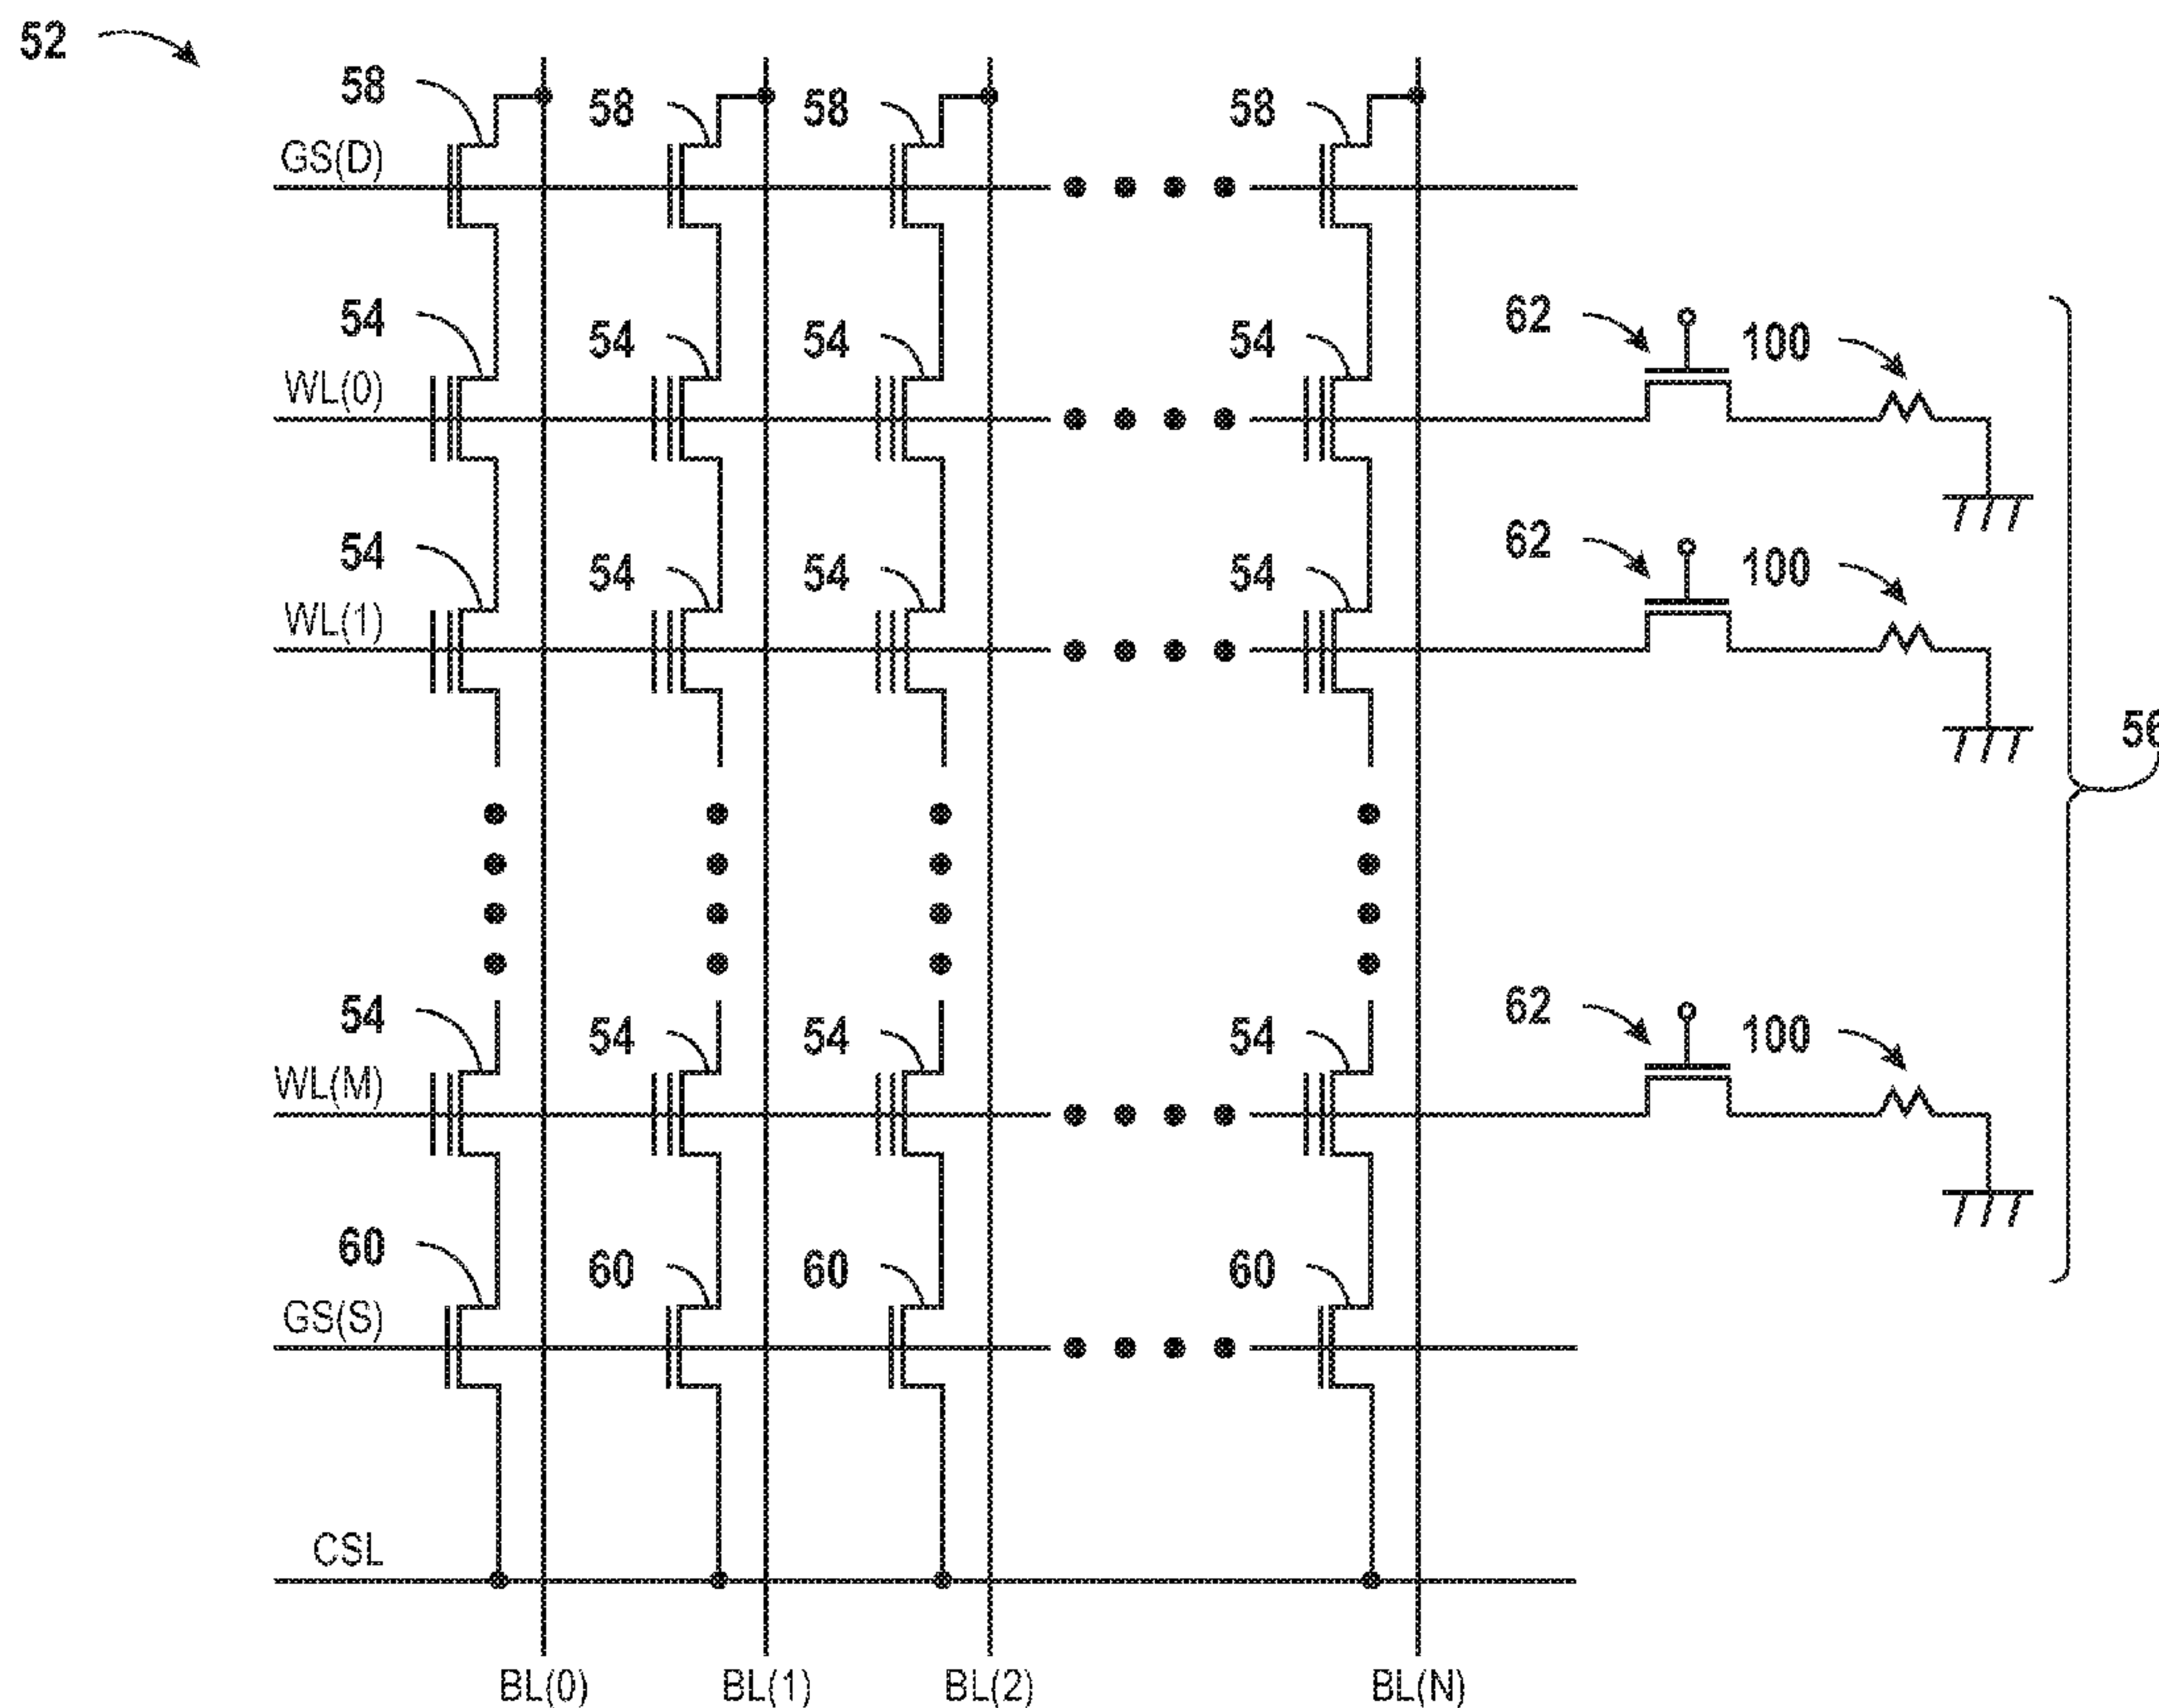 52
58
58 58 58
GS(D)
54
54 54 54
62 100
WL(0)
54
54 54 54
62 100
WL(1)
56
54
54 54 54
62 100
WL(M)
60
60 60 60
GS(S)
CSL
BL(0) BL(1) BL(2) BL(N)